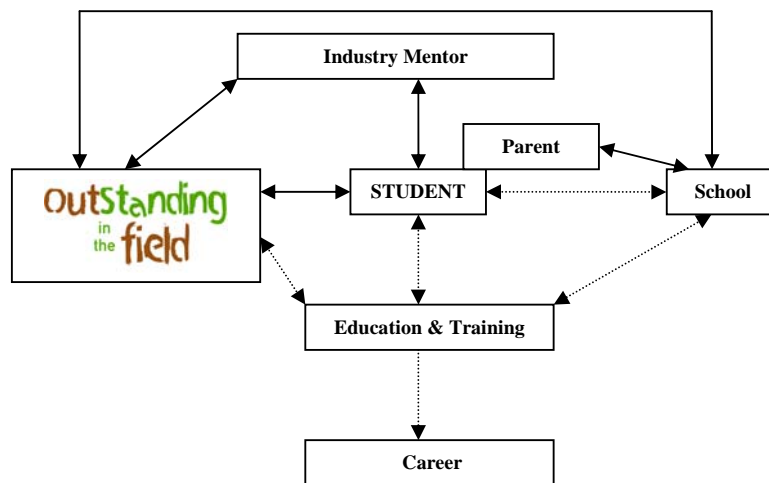 Industry Mentor
Parent
OutStanding
in
the field
STUDENT
School
Education & Training
Career